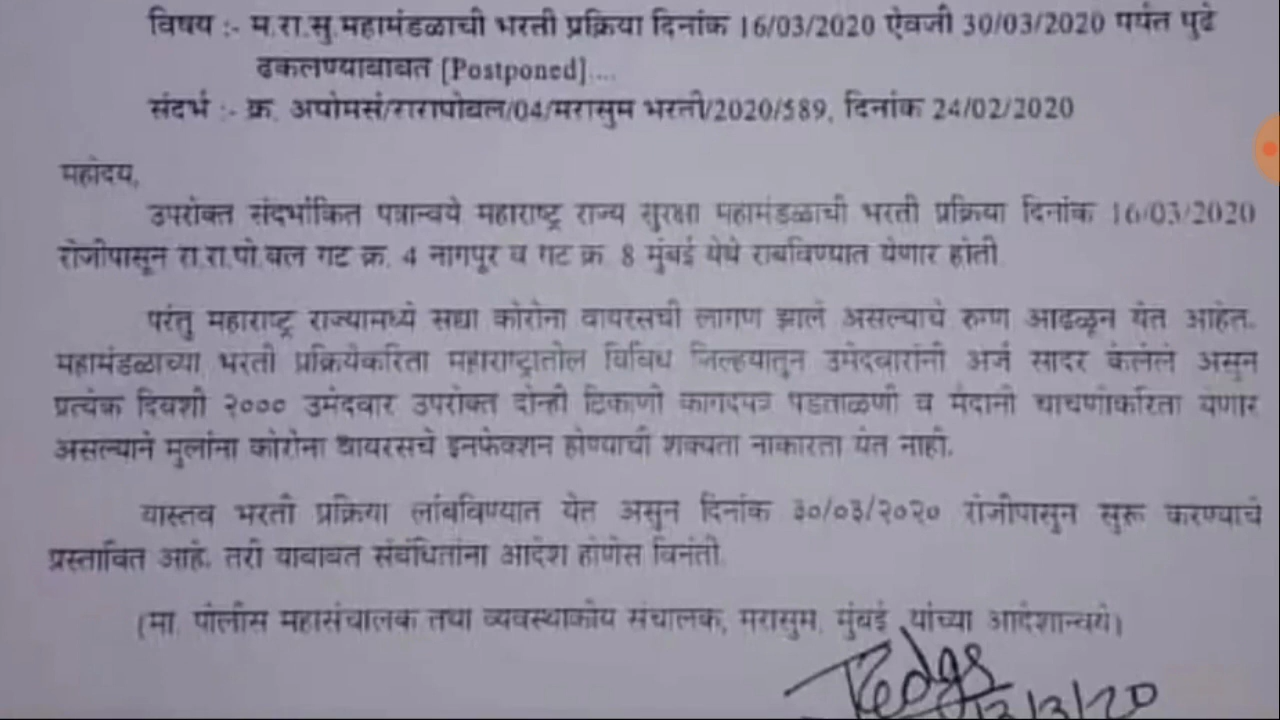 विषय :- म.रा.सु.महामंडळाची भरती प्रक्रिया दिनांक 16/03/2020 ऐवजी 30/03/2020 पर्यंत पुढे
ढकलण्याबाबत [Postponed]....
संदर्भ :- क्र. अपोमसं/रारापोबल/04/मरासुम भरती/2020/589, दिनांक 24/02/2020
महोदय,
उपरोक्त संदर्भांकित पत्रान्वये महाराष्ट्र राज्य सुरक्षा महामंडळाची भरती प्रक्रिया दिनांक 16/03/2020
रोजीपासून रा.रा.पो.बल गट क्र. 4 नागपूर व गट क्र. 8 मुंबई येथे राबविण्यात येणार होती.
परंतु महाराष्ट्र राज्यामध्ये सद्या कोरोना वायरसची लागण झाले असल्याचे रुग्ण आढळून येत आहेत.
महामंडळाच्या भरती प्रक्रियेकरिता महाराष्ट्रातील विविध जिल्हयातुन उमेदवारांनी अर्ज सादर केलेले असुन
प्रत्येक दिवशी २००० उमेदवार उपरोक्त दोन्ही ठिकाणी कागदपत्र पडताळणी व मैदानी चाचणीकरिता येणार
असल्याने मुलांना कोरोना वायरसचे इनफेक्शन होण्याची शक्यता नाकारता येत नाही.
यास्तव भरती प्रक्रिया लांबविण्यात येत असुन दिनांक ३०/०३/२०२० रोजीपासुन सुरू करण्याचे
प्रस्तावित आहे. तरी याबाबत संबंधितांना आदेश होणेस विनंती.
(मा. पोलीस महासंचालक तथा व्यवस्थाकीय संचालक, मरासुम, मुंबई यांच्या आदेशान्वये)